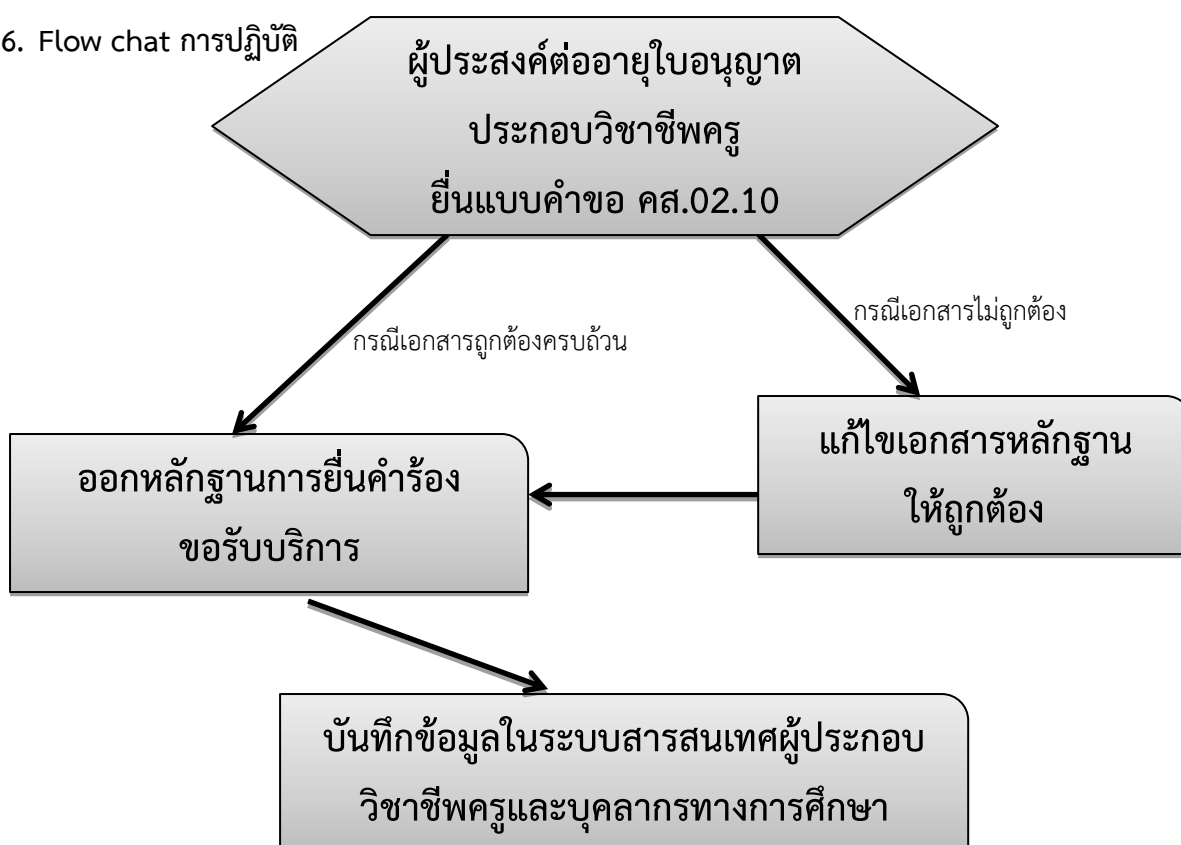 6. Flow chat การปฏิบัติ
ผู้ประสงค์ต่ออายุใบอนุญาต
ประกอบวิชาชีพครู
ยื่นแบบคำขอ คส.02.10
กรณีเอกสารไม่ถูกต้อง
กรณีเอกสารถูกต้องครบถ้วน
แก้ไขเอกสารหลักฐาน
ให้ถูกต้อง
ออกหลักฐานการยื่นคำร้อง
ขอรับบริการ
บันทึกข้อมูลในระบบสารสนเทศผู้ประกอบ
วิชาชีพครูและบุคลากรทางการศึกษา